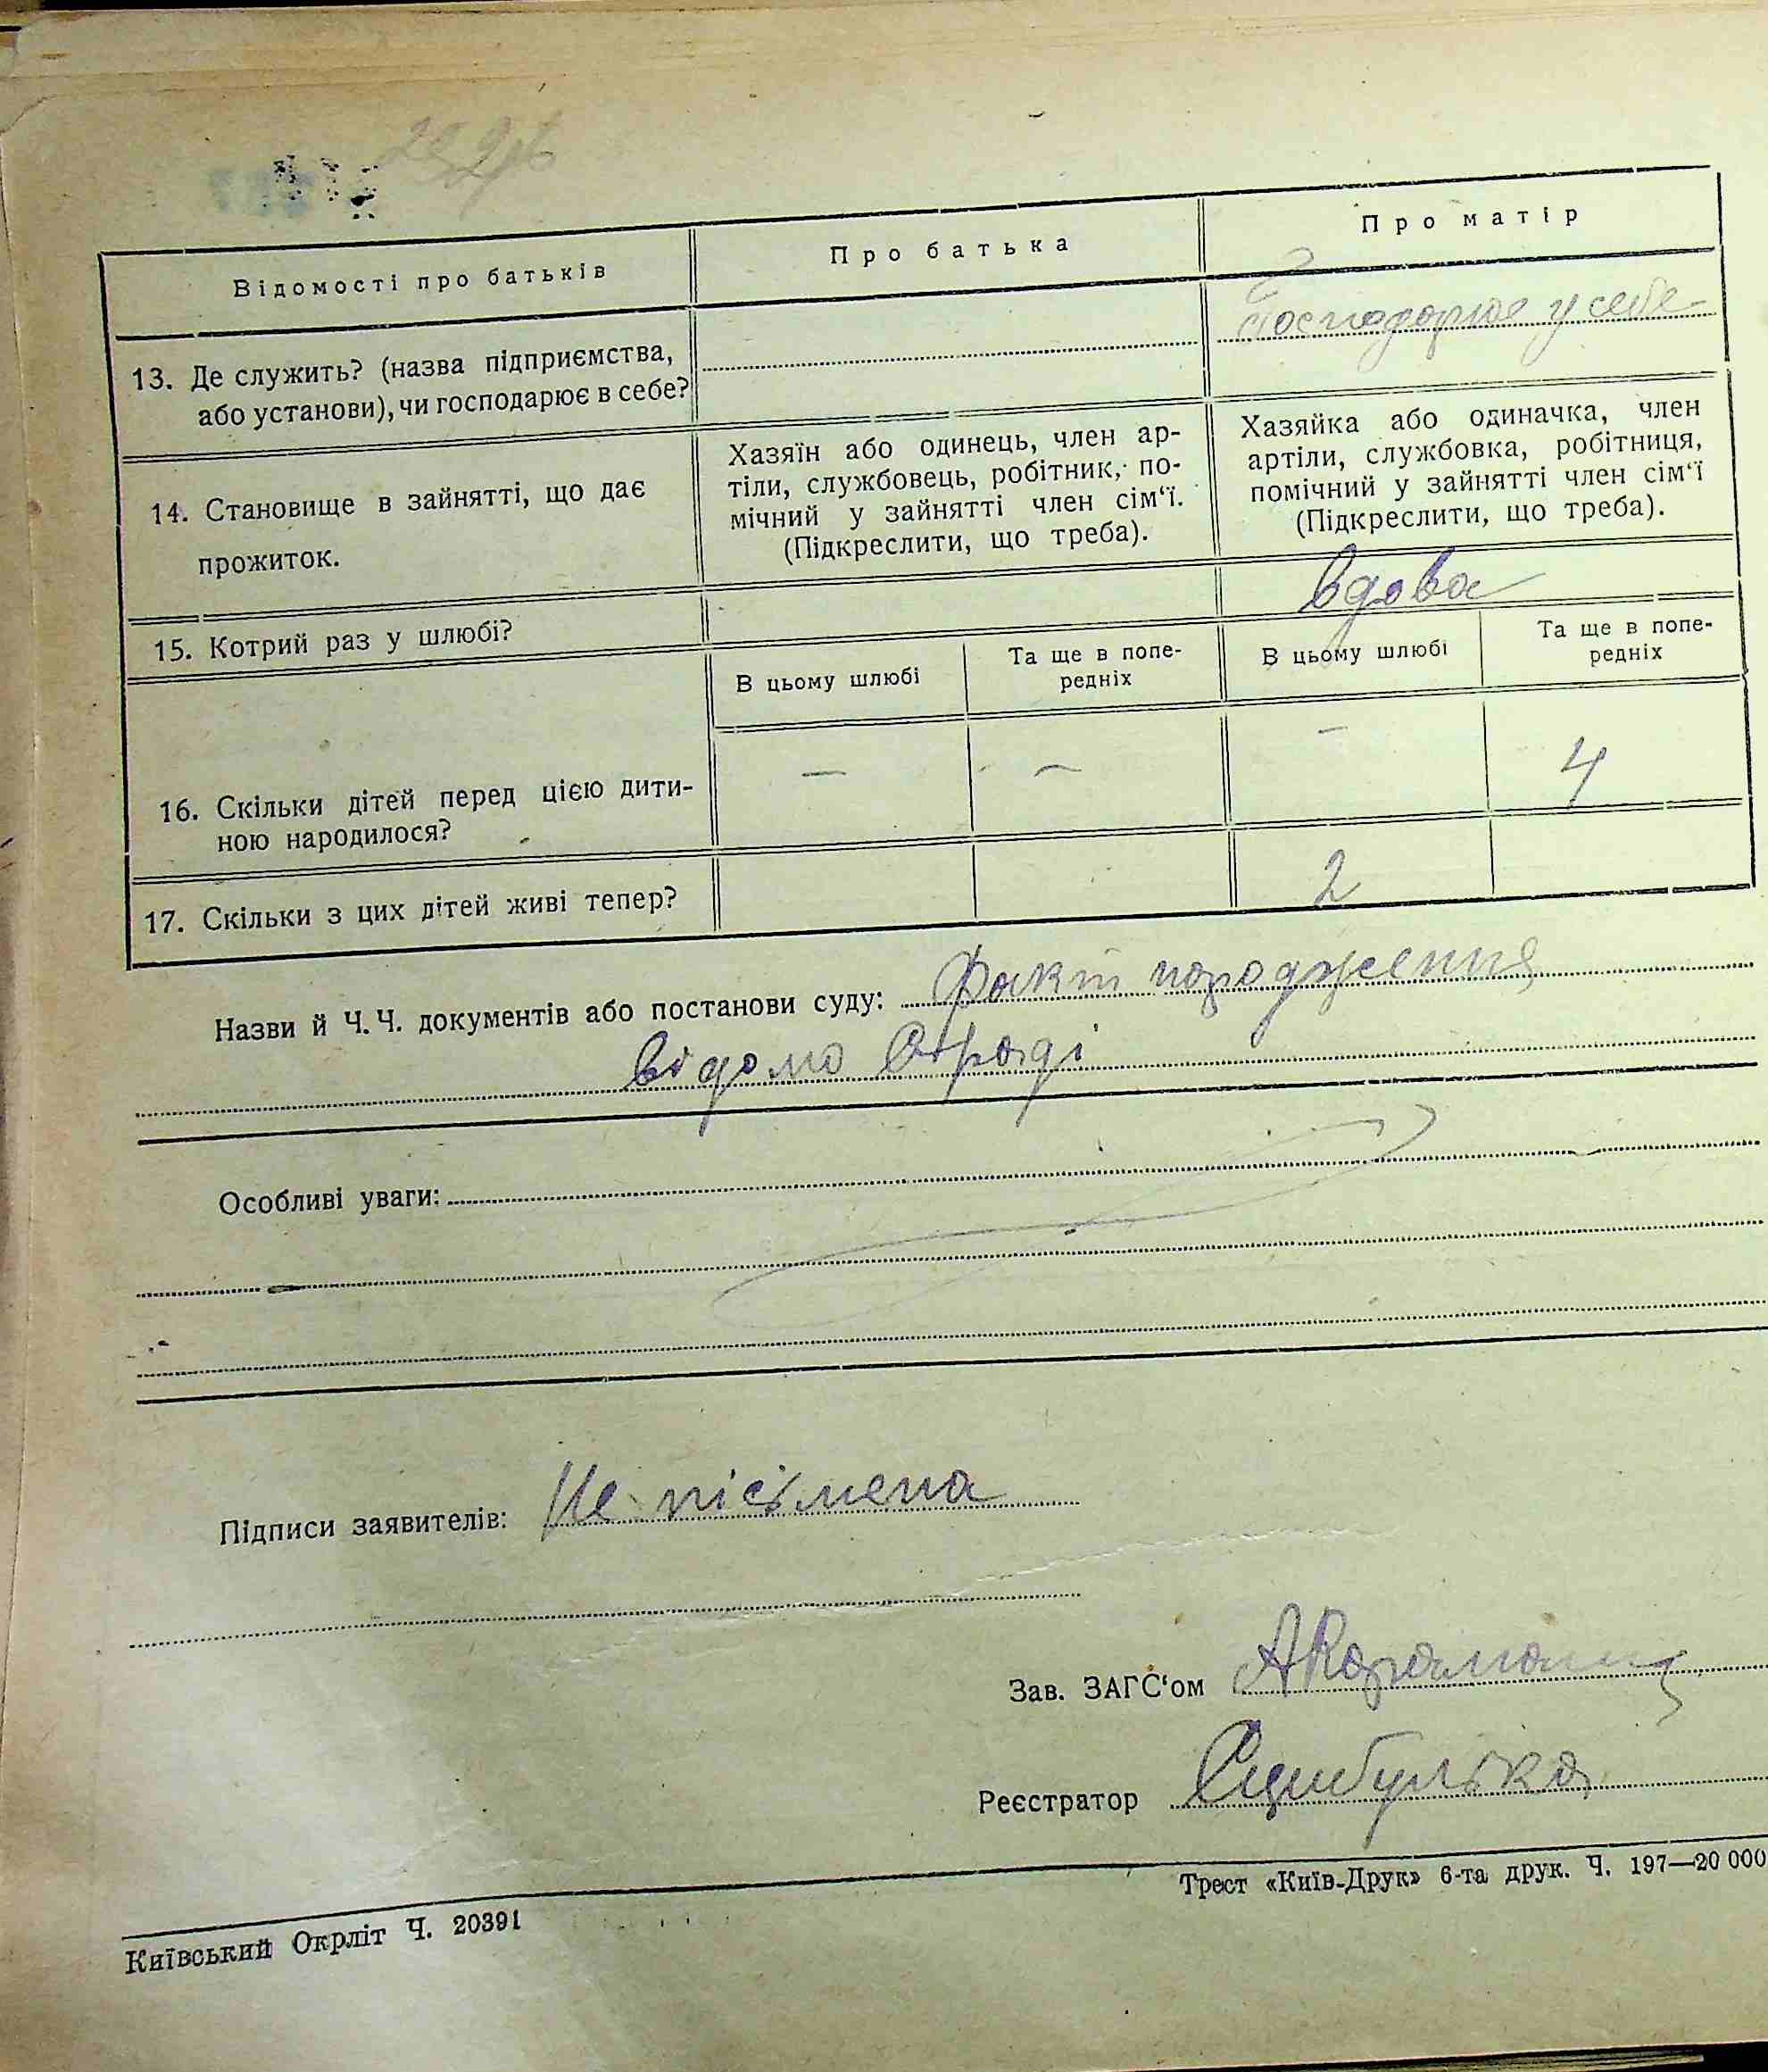 Відомості про батьків
Про батька
Про матір
13. Де служить? (назва підприємства,
або установи), чи господарює в себе?
Господорює у себе
14. Становище в зайнятті, що дає
прожиток.
Хазяїн або одинець, член ар-
тіли, службовець, робітник, по-
мічний у зайнятті член сім‘ї.
(Підкреслити, що треба).
Хазяйка або одиначка, член
артіли, службовка, робітниця,
помічний у зайнятті член сім‘ї
(Підкреслити, що треба).
15. Котрий раз у шлюбі?
вдова
В цьому шлюбі
Та ще в попе-
редніх
В цьому шлюбі
Та ще в попе-
редніх
16. Скільки дітей перед цією дити-
ною народилося?
— — — 4
17. Скільки з цих дітей живі тепер?
2
Назви й Ч. Ч. документів або постанови суду: Факт народження
відомо
Особливі уваги:
Підписи заявителів: Не пісьмена
Зав. ЗАГС‘ом
Реєстратор
Трест «Київ-Друк» 6-та друк. Ч. 197—20 000
Київський Окрліт Ч. 20391